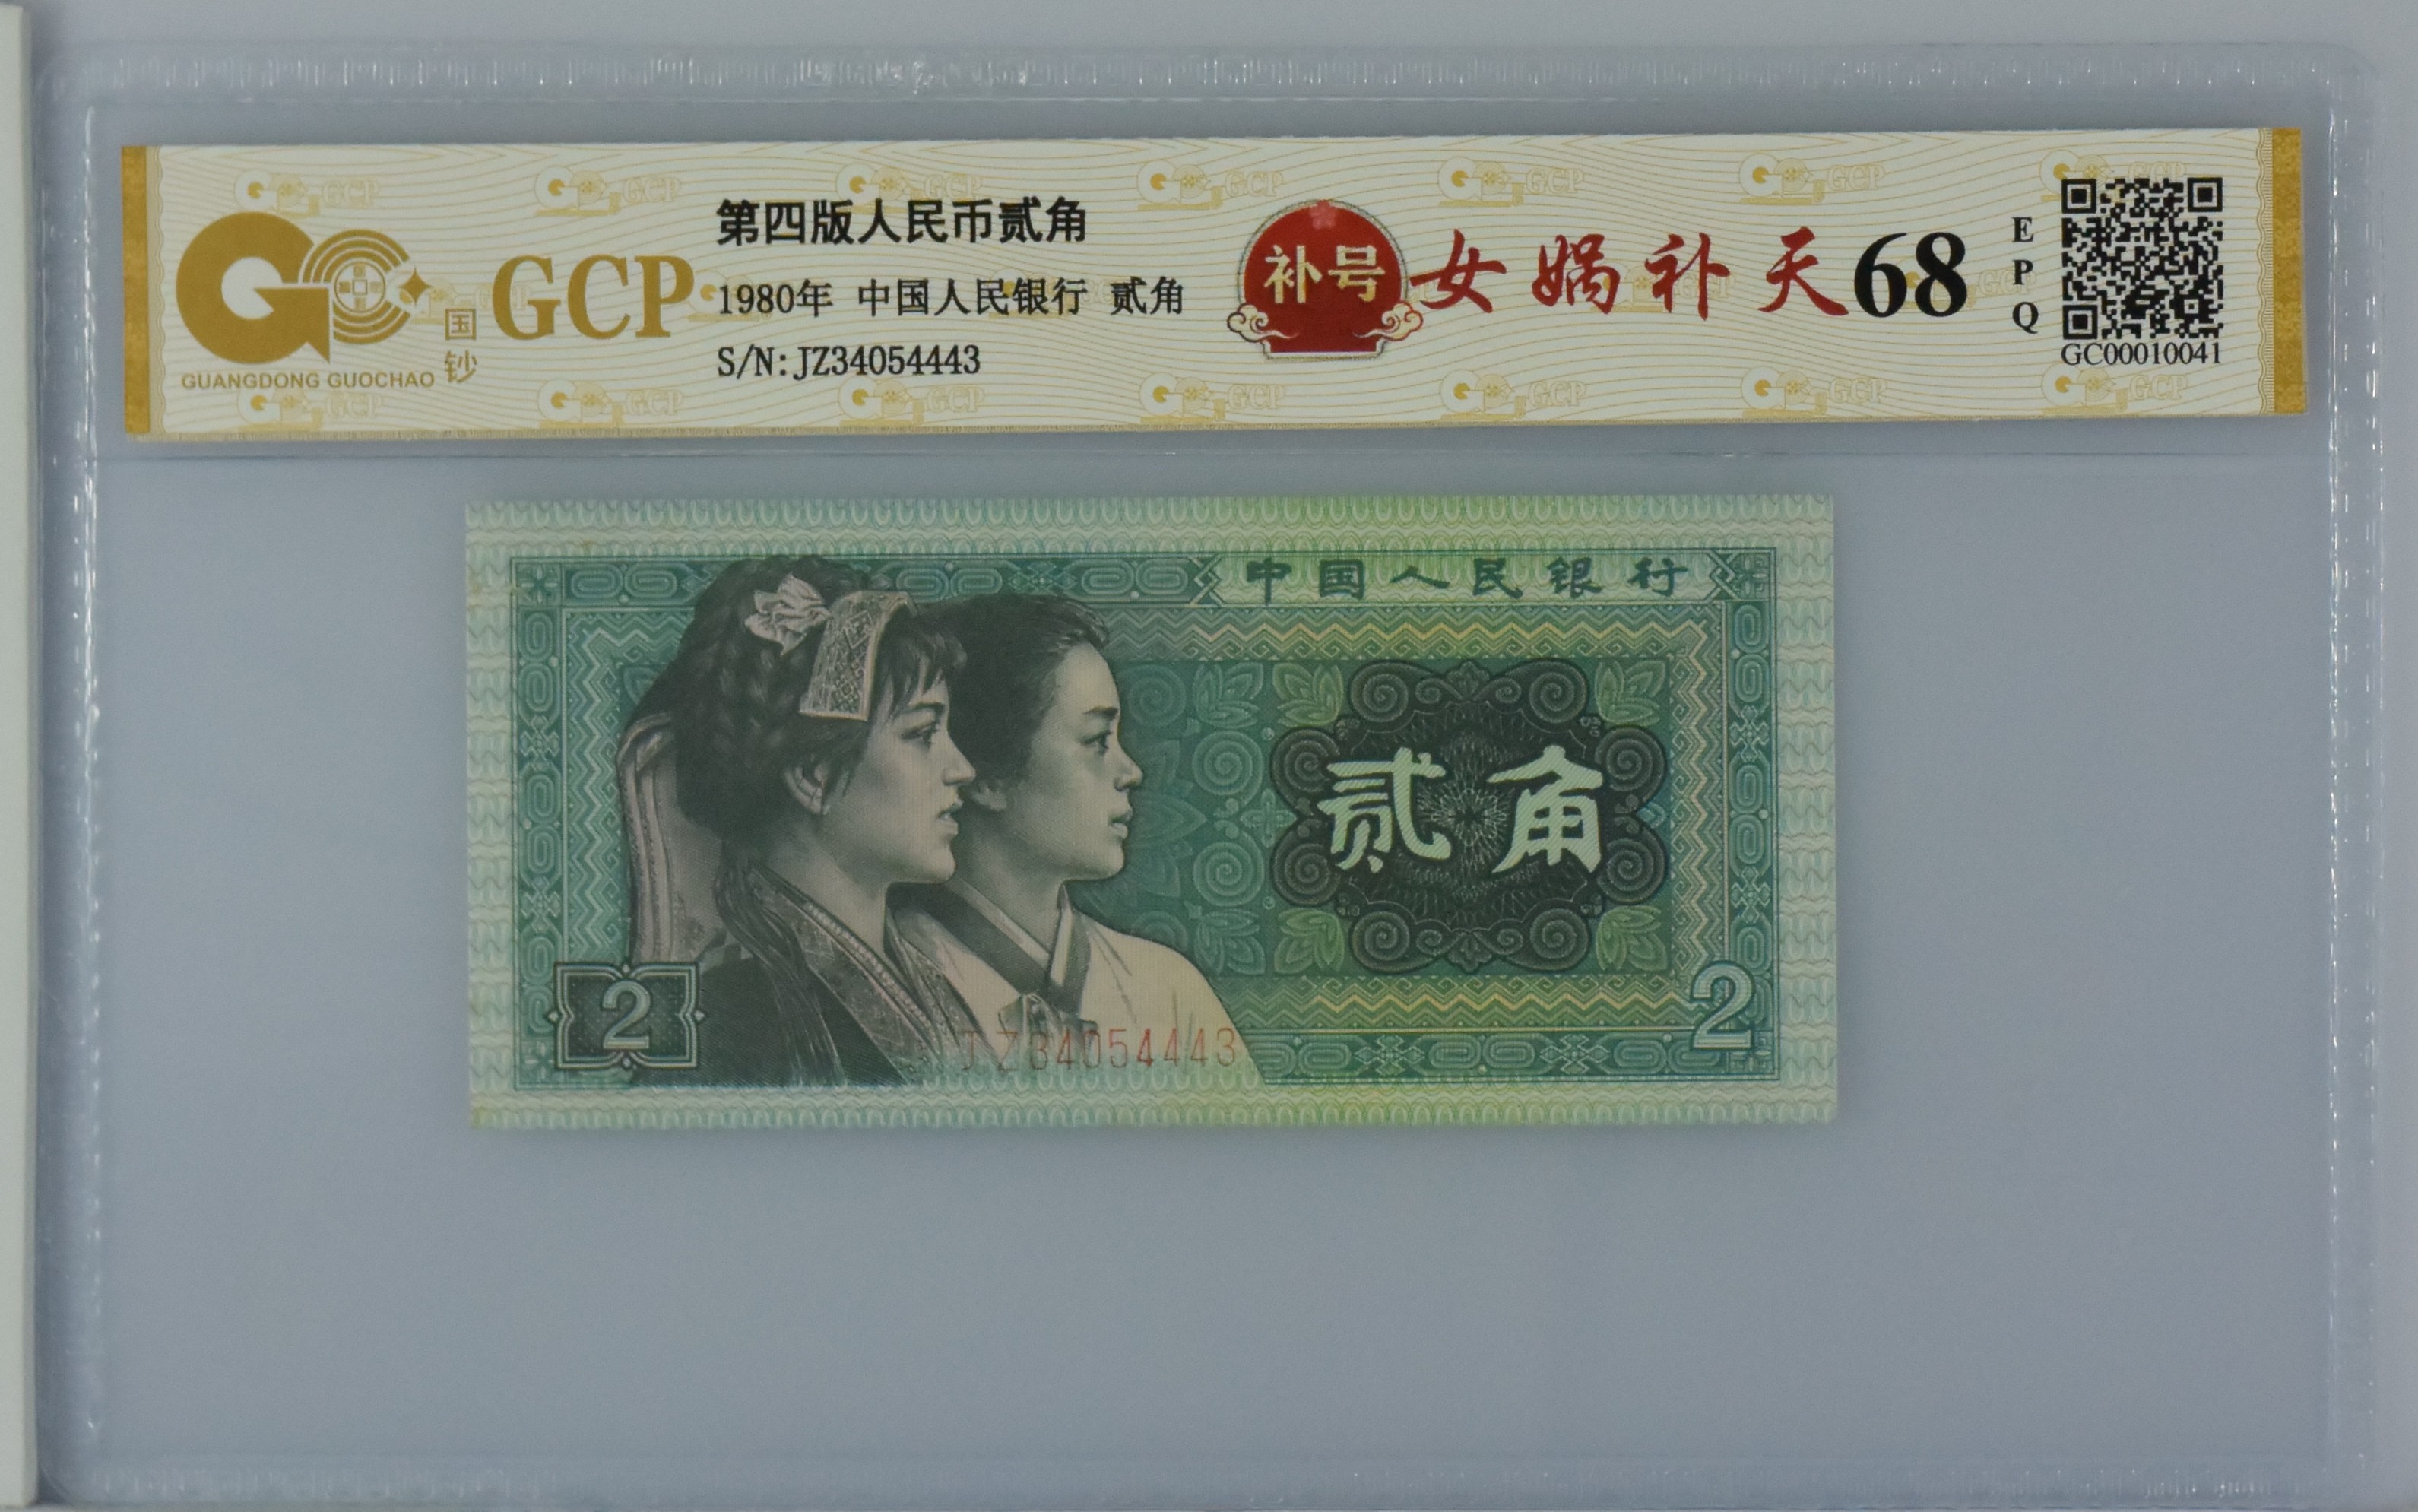 GCP
国钞
GUANGDONG GUOCHAO
第四版人民币贰角
1980年 中国人民银行 贰角
S/N: JZ34054443
补号
女娲补天
68
EPQ
GC00010041
中国人民银行
贰角
2
JZ34054443
2